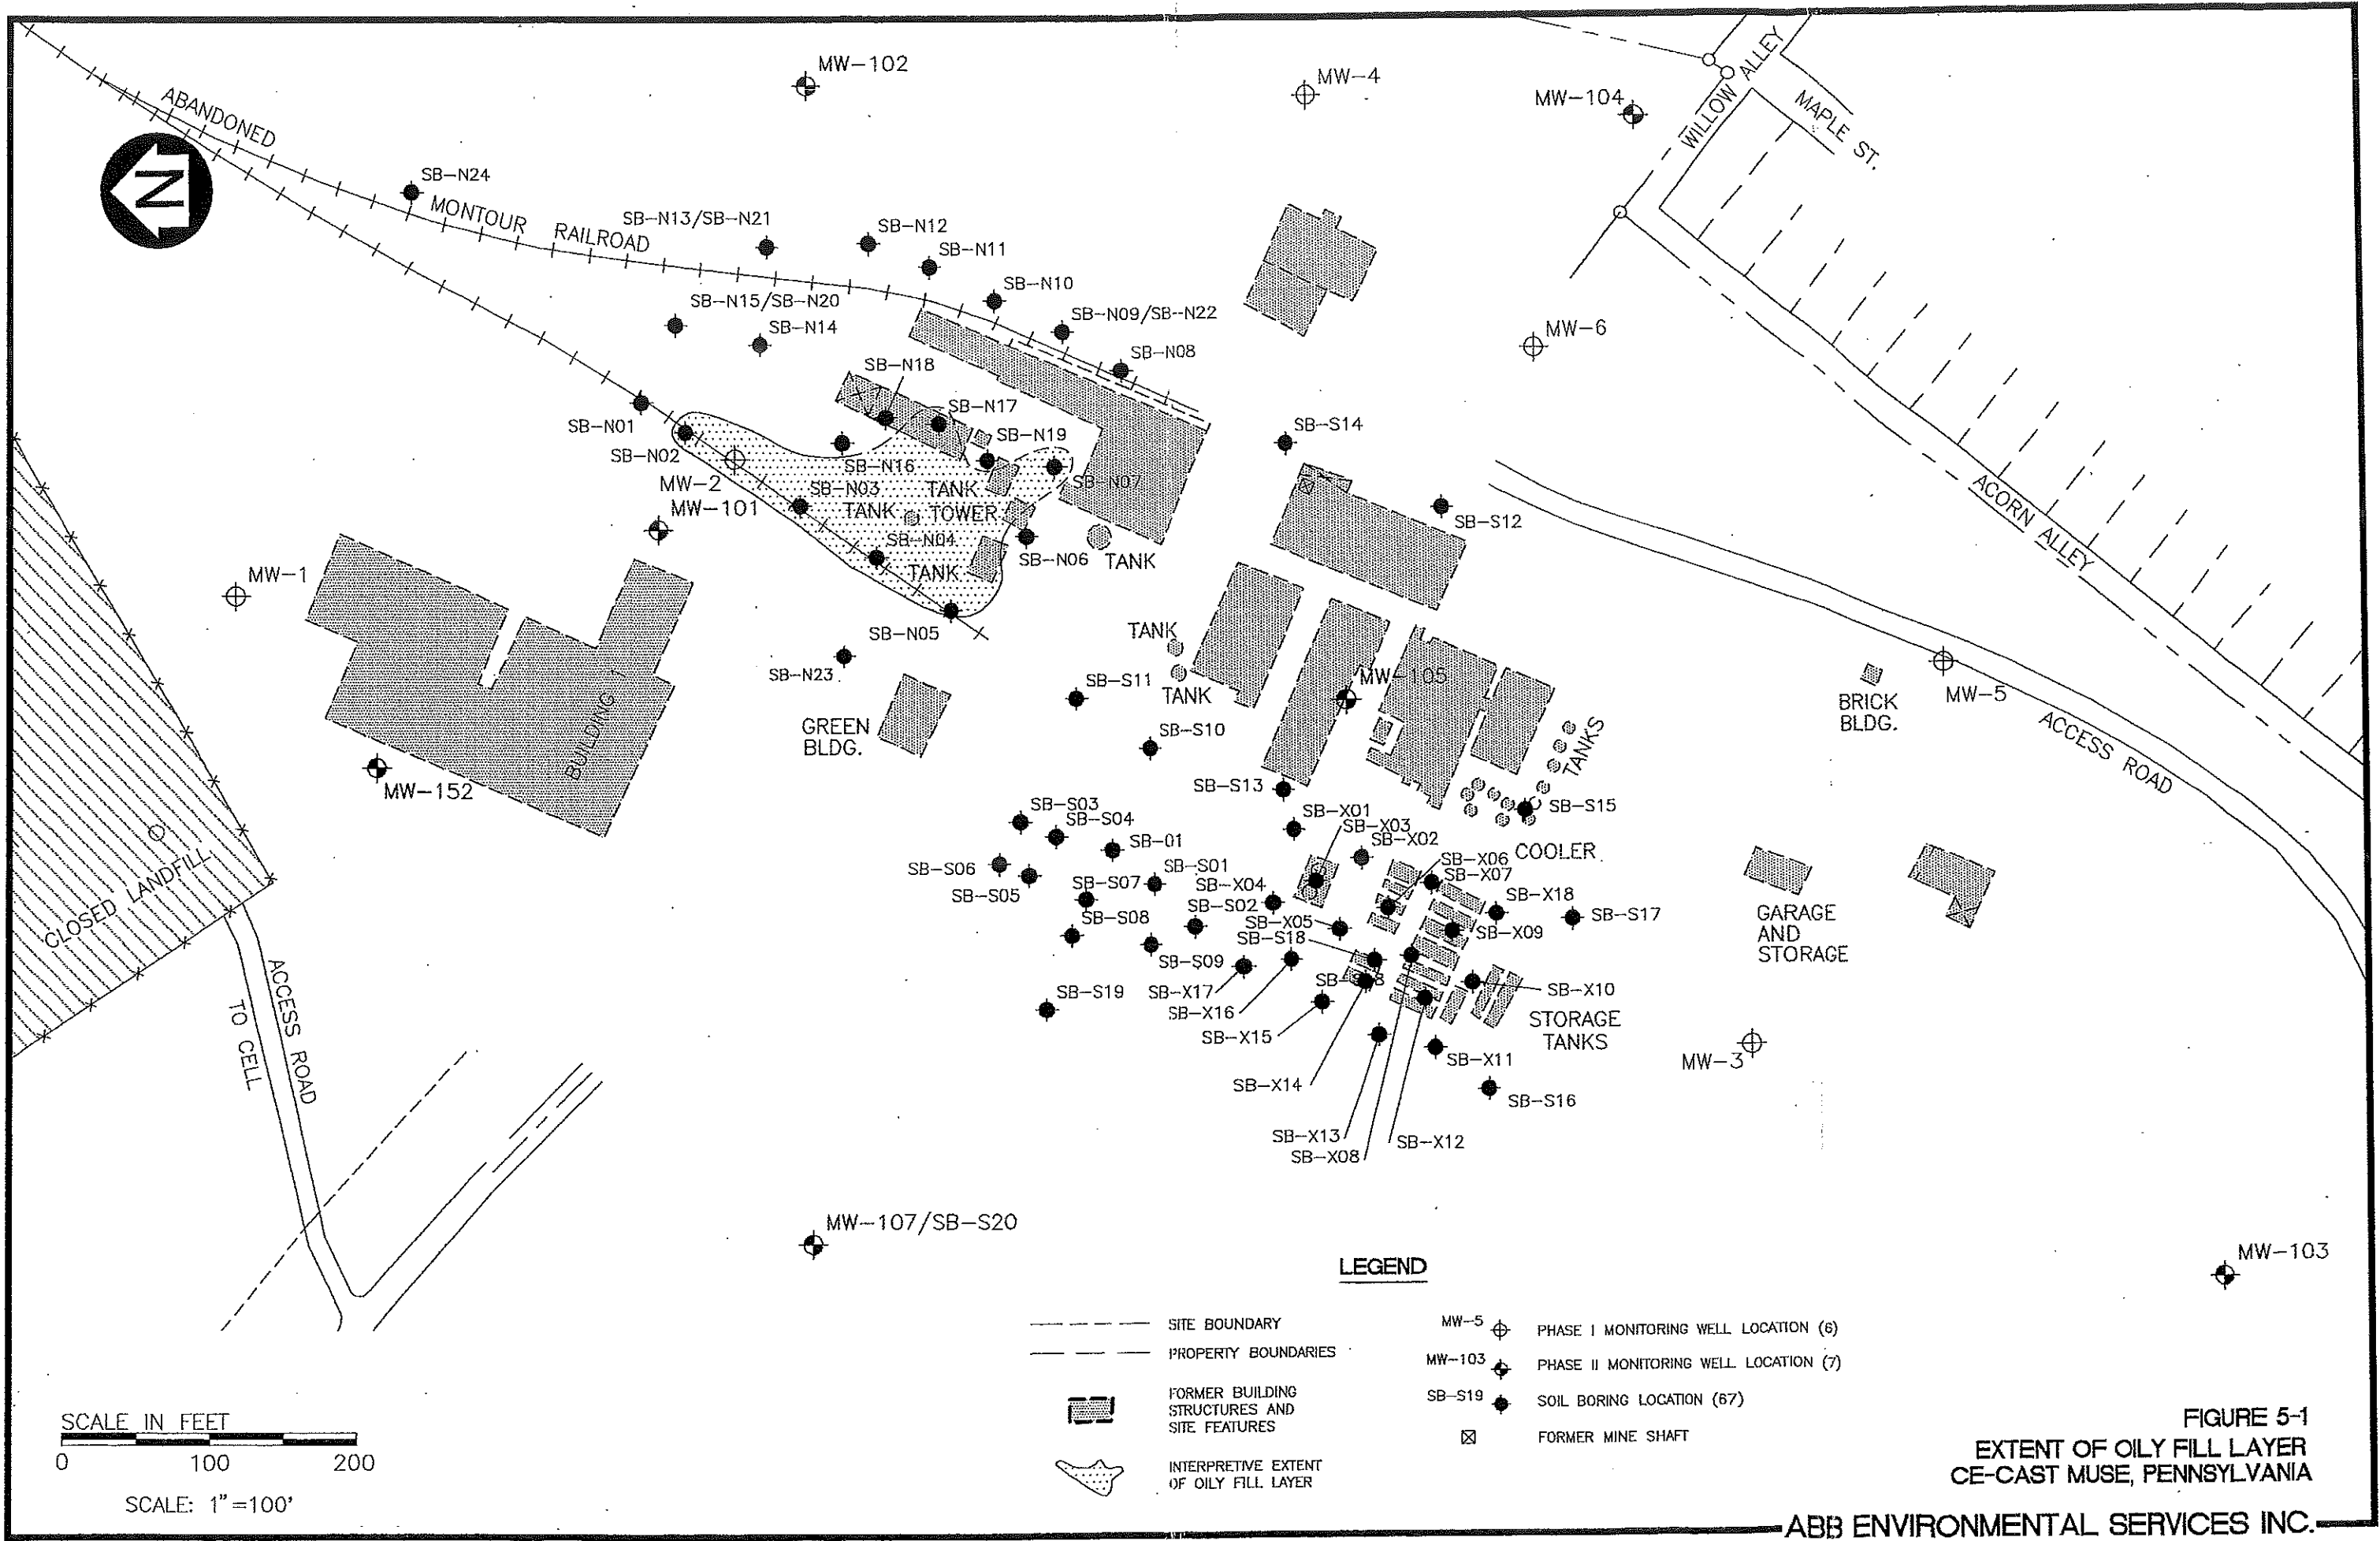 MW-102
MW-4
MW-104
WILLOW ALLEY
MAPLE ST.
ABANDONED
MONTOUR
RAILROAD
N
SB-N24
SB-N13/SB-N21
SB-N12
SB-N11
SB-N10
SB-N15/SB-N20
SB-N14
SB-N09/SB-N22
SB-N08
MW-6
SB-N18
SB-N17
SB-N19
SB-N01
SB-N02
SB-N16
SB-N07
SB-S14
MW-2
SB-N03
TANK
MW-101
TANK
TOWER
SB-S12
SB-N04
SB-N06
TANK
TANK
ACORN ALLEY
MW-1
SB-N05
TANK
SB-N23
SB-S11
TANK
MW-105
BUILDING 1
GREEN
BLDG.
SB-S10
BRICK
BLDG.
MW-5
ACCESS ROAD
TANKS
MW-152
SB-S13
SB-S15
SB-S03
SB-S04
SB-01
SB-X01
SB-X03
SB-X02
COOLER
SB-S06
SB-S05
SB-S07
SB-S01
SB-X04
SB-X06
SB-X07
SB-X18
SB-S17
SB-S08
SB-S02
SB-X05
SB-S18
SB-X09
GARAGE
AND
STORAGE
CLOSED LANDFILL
SB-S09
SB-S18
SB-X10
SB-X17
SB-X16
SB-X15
SB-S19
STORAGE
TANKS
ACCESS ROAD
TO CELL
SB-X11
MW-3
SB-X14
SB-S16
SB-X13
SB-X12
SB-X08
MW-107/SB-S20
MW-103
LEGEND
SITE BOUNDARY
PROPERTY BOUNDARIES
FORMER BUILDING
STRUCTURES AND
SITE FEATURES
INTERPRETIVE EXTENT
OF OILY FILL LAYER
MW-5 PHASE I MONITORING WELL LOCATION (6)
MW-103 PHASE II MONITORING WELL LOCATION (7)
SB-S19 SOIL BORING LOCATION (67)
FORMER MINE SHAFT
SCALE IN FEET
0 100 200
SCALE: 1"=100'
FIGURE 5-1
EXTENT OF OILY FILL LAYER
CE-CAST MUSE, PENNSYLVANIA
ABB ENVIRONMENTAL SERVICES INC.